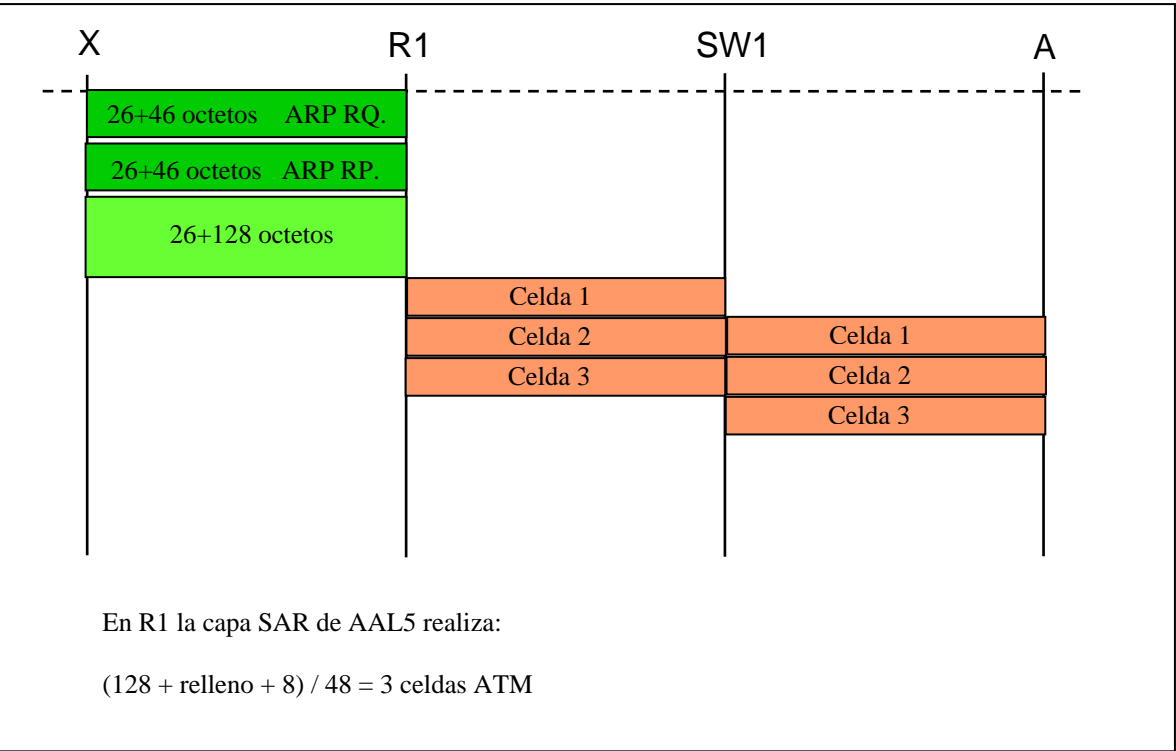 X R1 SW1 A
26+46 octetos ARP RQ.
26+46 octetos ARP RP.
26+128 octetos
Celda 1
Celda 2 Celda 1
Celda 3 Celda 2
Celda 3
En R1 la capa SAR de AAL5 realiza:
(128 + relleno + 8) / 48 = 3 celdas ATM